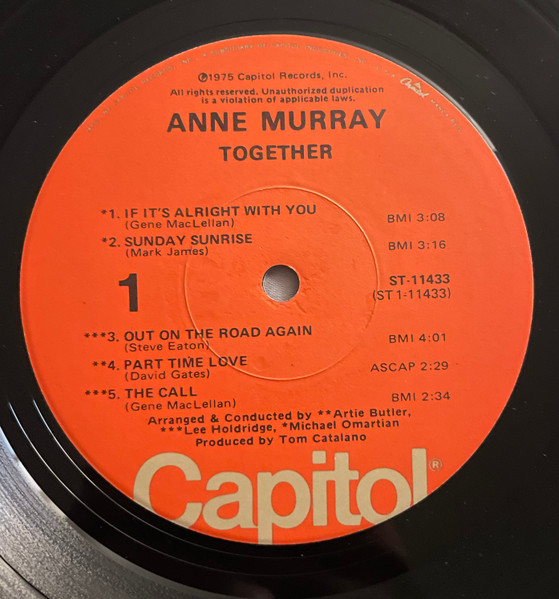 ℗1975 Capitol Records, Inc.
All rights reserved. Unauthorized duplication
is a violation of applicable laws.
Capitol
ANNE MURRAY
TOGETHER
*1. IF IT'S ALRIGHT WITH YOU BMI 3:08
(Gene MacLellan)
*2. SUNDAY SUNRISE BMI 3:16
(Mark James)
1 ST-11433
(ST 1-11433)
***3. OUT ON THE ROAD AGAIN BMI 4:01
(Steve Eaton)
**4. PART TIME LOVE ASCAP 2:29
(David Gates)
***5. THE CALL BMI 2:34
(Gene MacLellan)
Arranged & Conducted by **Artie Butler,
***Lee Holdridge, *Michael Omartian
Produced by Tom Catalano
Capitol®